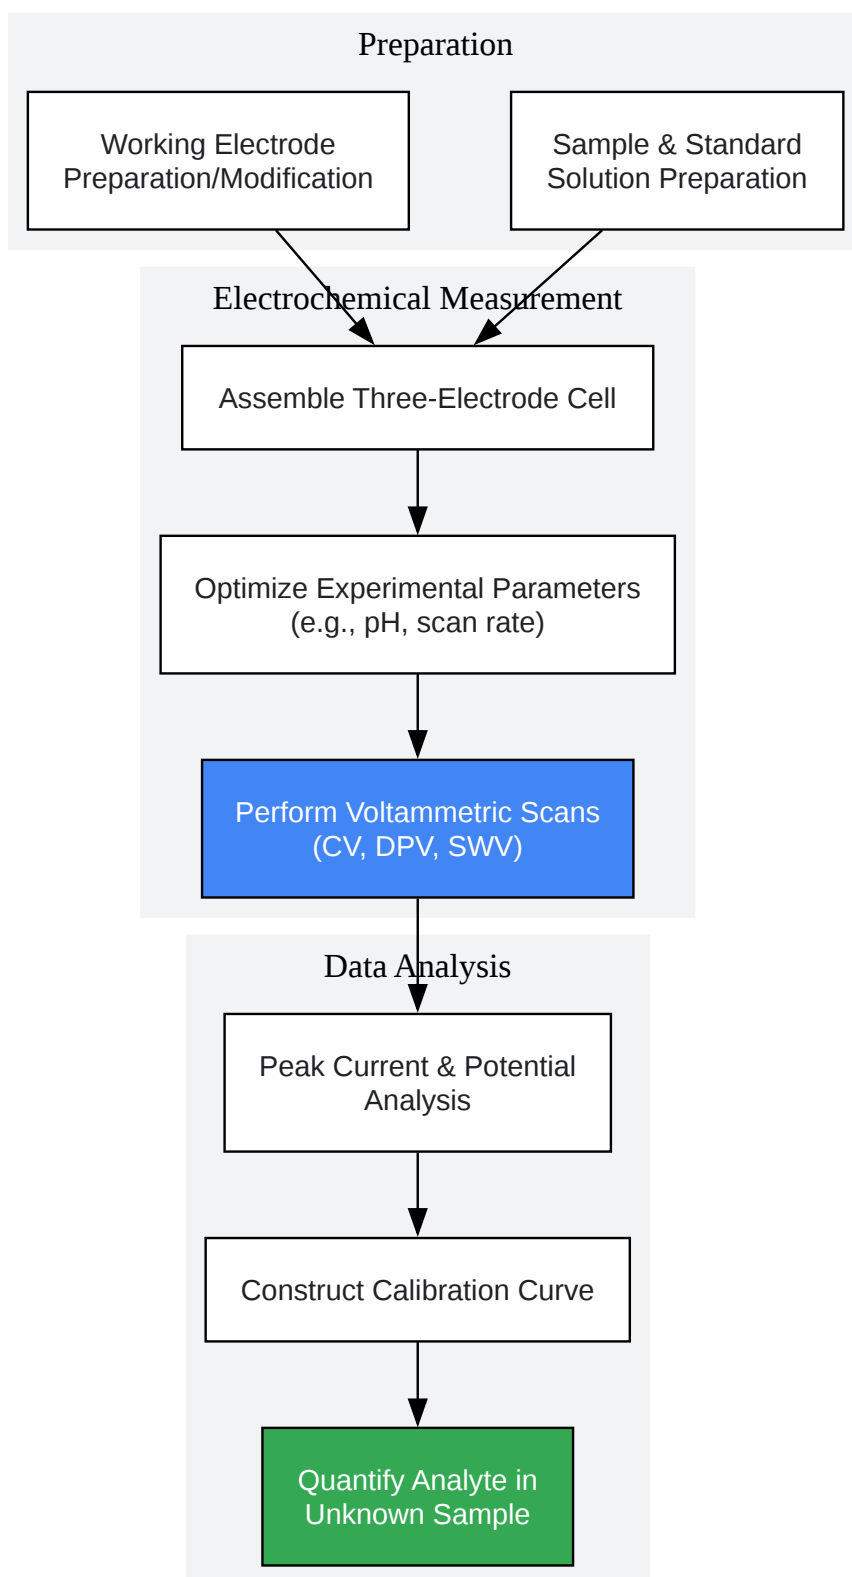 Preparation
Working Electrode
Preparation/Modification
Sample & Standard
Solution Preparation
Electrochemical Measurement
Assemble Three-Electrode Cell
Optimize Experimental Parameters
(e.g., pH, scan rate)
Perform Voltammetric Scans
(CV, DPV, SWV)
Data Analysis
Peak Current & Potential
Analysis
Construct Calibration Curve
Quantify Analyte in
Unknown Sample